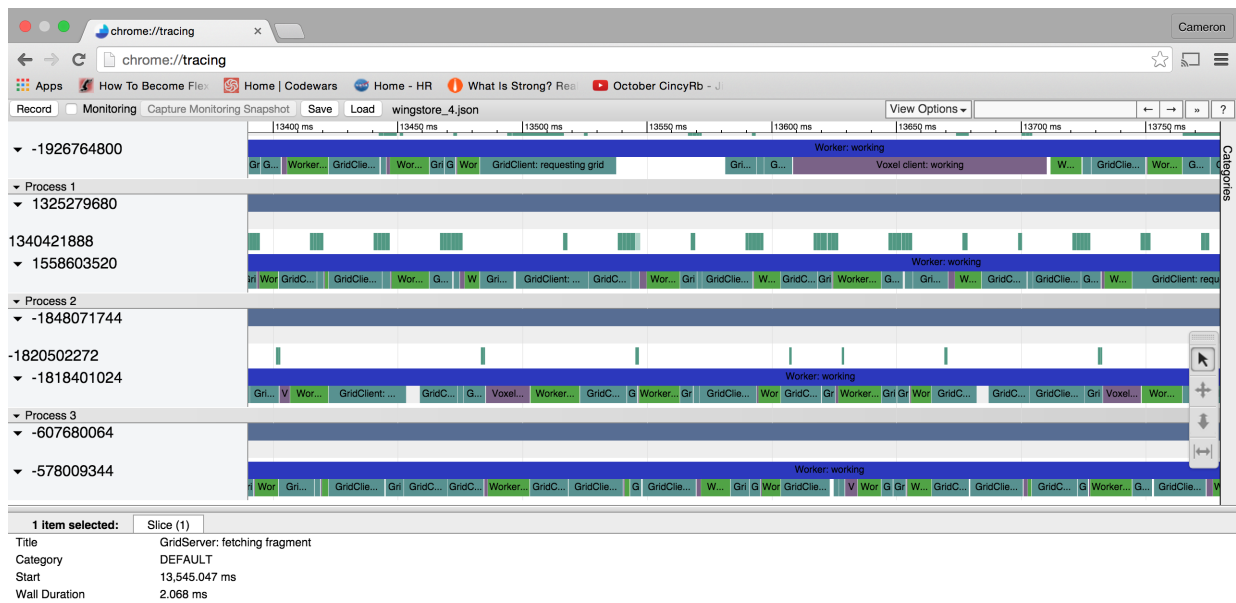 Cameron
chrome://tracing
chrome://tracing
Apps How To Become Flex Home | Codewars Home - HR What Is Strong? Rea October CincyRb - J
Record Monitoring Capture Monitoring Snapshot Save Load wingstore_4.json View Options ← → » ?
13400 ms 13450 ms 13500 ms 13550 ms 13600 ms 13650 ms 13700 ms 13750 ms
Categories
-1926764800 Worker: working
Gr G... Worker... GridClie... Wor... Gri G Wor GridClient: requesting grid Gri... G... Voxel client: working W... GridClie... Wor... G...
Process 1
1325279680
1340421888
1558603520 Worker: working
Gri Wor GridC... GridClie... Wor... G... W Gri... GridClient: ... GridC... Wor... Gri GridClie... W... GridC... Gri Worker... G... Gri... W... GridC... Gri W... GridClie... G... W... GridClient: requ
Process 2
-1848071744
-1820502272
-1818401024 Worker: working
Gri... V Wor... GridClient: ... GridC... G... Voxel... Worker... GridC... G Worker... Gr GridClie... Wor GridC... Gr Worker... Gri Gr Wor GridC... GridC... GridClie... Gri Voxel... Wor...
Process 3
-607680064
-578009344 Worker: working
Wor Gri... GridClie... Gri GridC... GridC... Worker... GridC... GridClie... G GridClie... W... Gri G Wor GridClie... V Wor G Gr W... GridC... GridClie... GridC... G Worker... G... GridClie... W
1 item selected: Slice (1)
Title GridServer: fetching fragment
Category DEFAULT
Start 13,545.047 ms
Wall Duration 2.068 ms